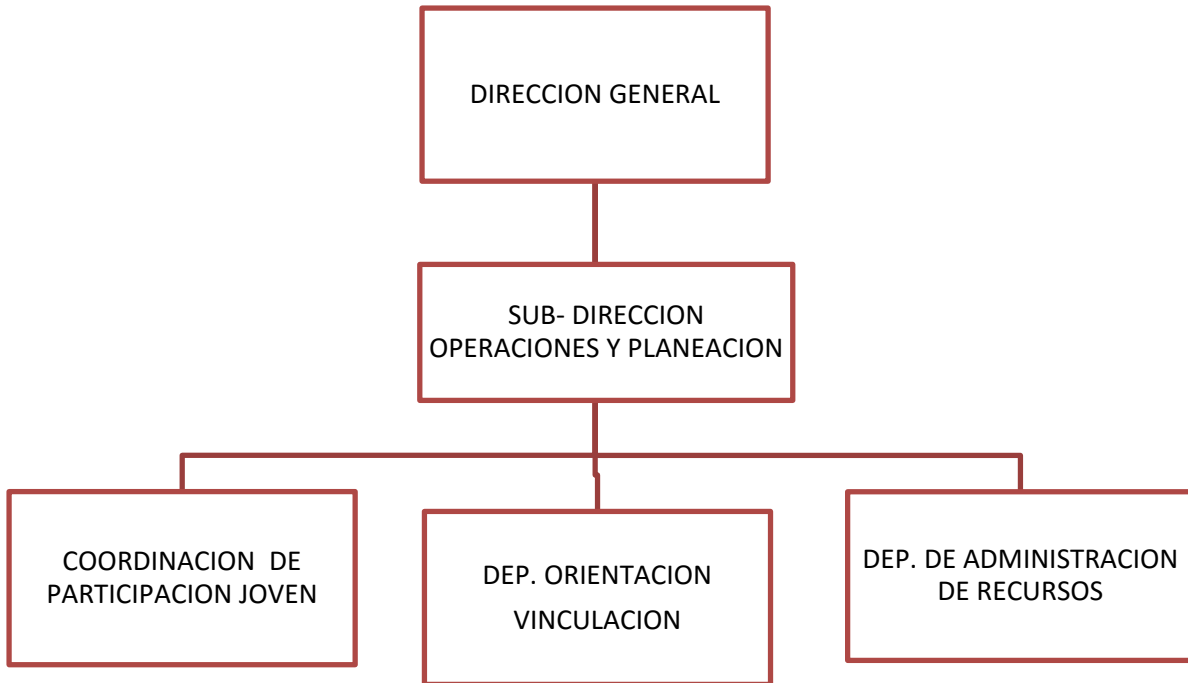 DIRECCION GENERAL
SUB- DIRECCION
OPERACIONES Y PLANEACION
COORDINACION DE
PARTICIPACION JOVEN
DEP. ORIENTACION
VINCULACION
DEP. DE ADMINISTRACION
DE RECURSOS